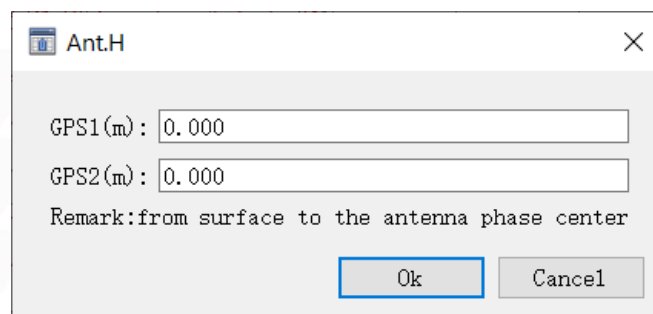 Ant.H
GPS1(m): 0.000
GPS2(m): 0.000
Remark:from surface to the antenna phase center
Ok Cancel